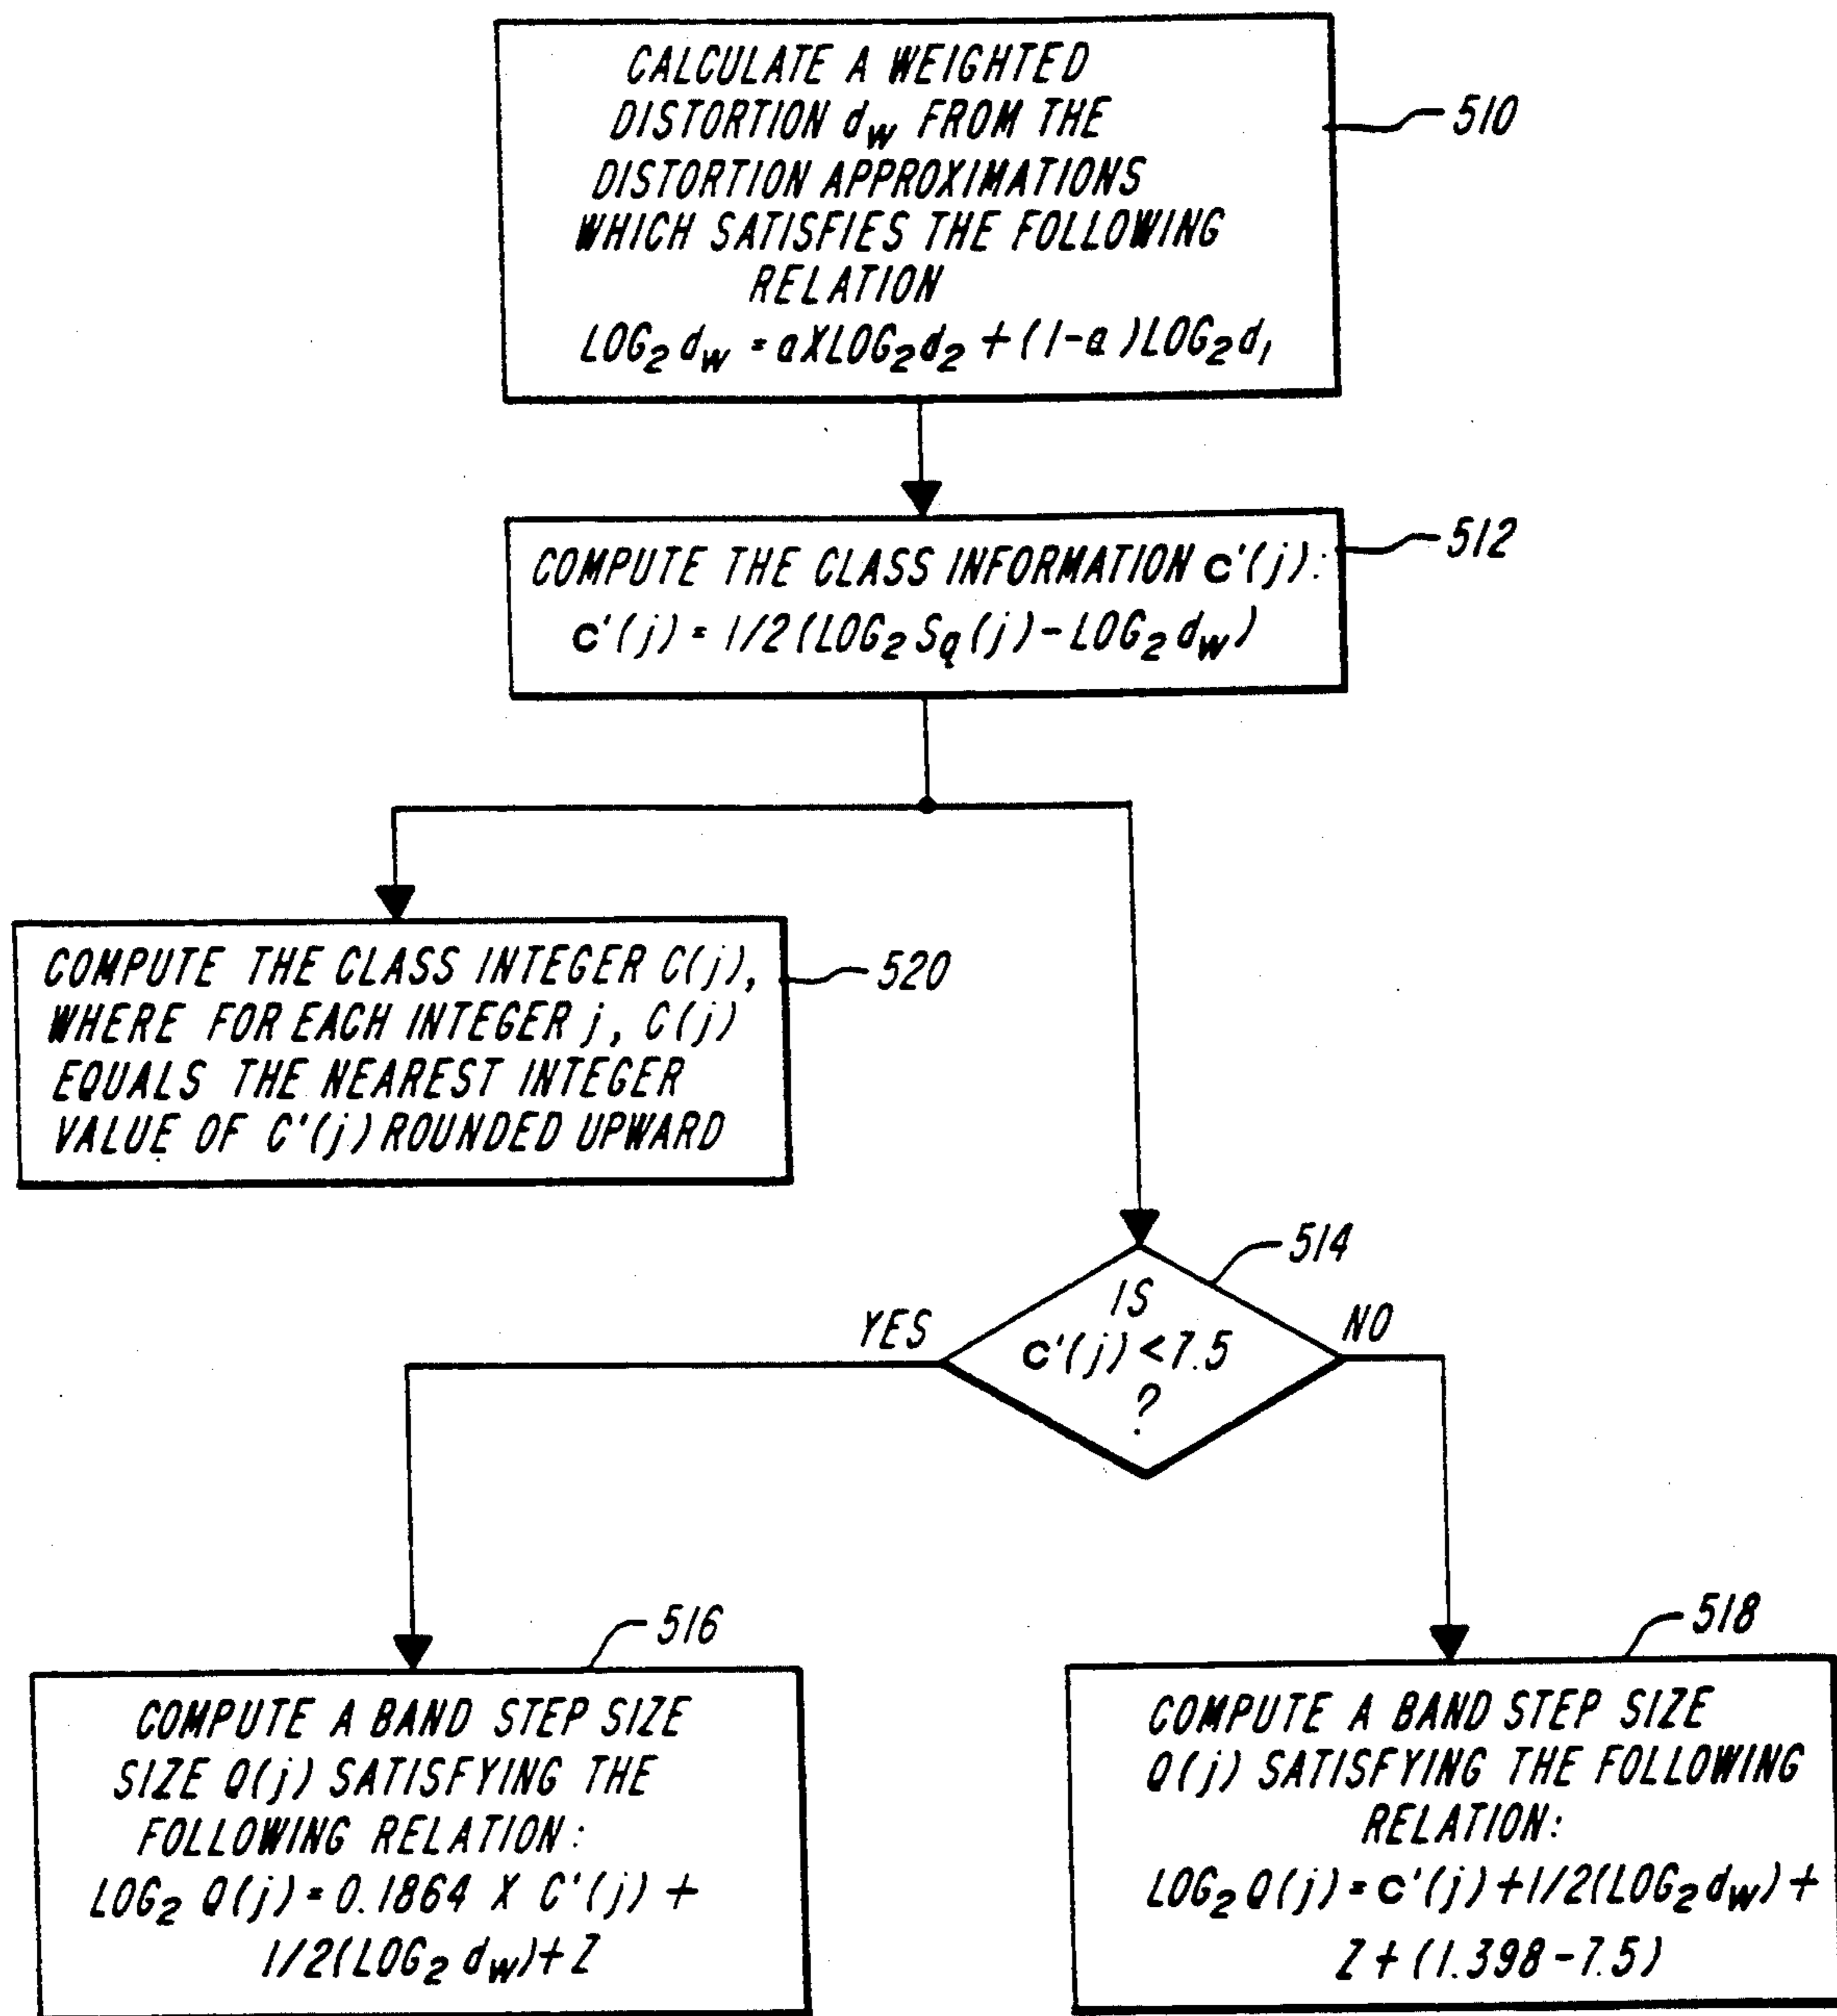 CALCULATE A WEIGHTED
DISTORTION dw FROM THE
DISTORTION APPROXIMATIONS
WHICH SATISFIES THE FOLLOWING
RELATION
LOG2 dw = aXLOG2d2 + (1-a)LOG2d1
510
COMPUTE THE CLASS INFORMATION c'(j):
c'(j) = 1/2(LOG2 SQ(j) - LOG2 dw)
512
COMPUTE THE CLASS INTEGER C(j),
WHERE FOR EACH INTEGER j, C(j)
EQUALS THE NEAREST INTEGER
VALUE OF C'(j) ROUNDED UPWARD
520
IS
c'(j) < 7.5
?
514
YES
NO
COMPUTE A BAND STEP SIZE
SIZE Q(j) SATISFYING THE
FOLLOWING RELATION:
LOG2 Q(j) = 0.1864 X C'(j) +
1/2(LOG2 dw) + Z
516
COMPUTE A BAND STEP SIZE
Q(j) SATISFYING THE FOLLOWING
RELATION:
LOG2 Q(j) = c'(j) + 1/2(LOG2 dw) +
Z + (1.398 - 7.5)
518